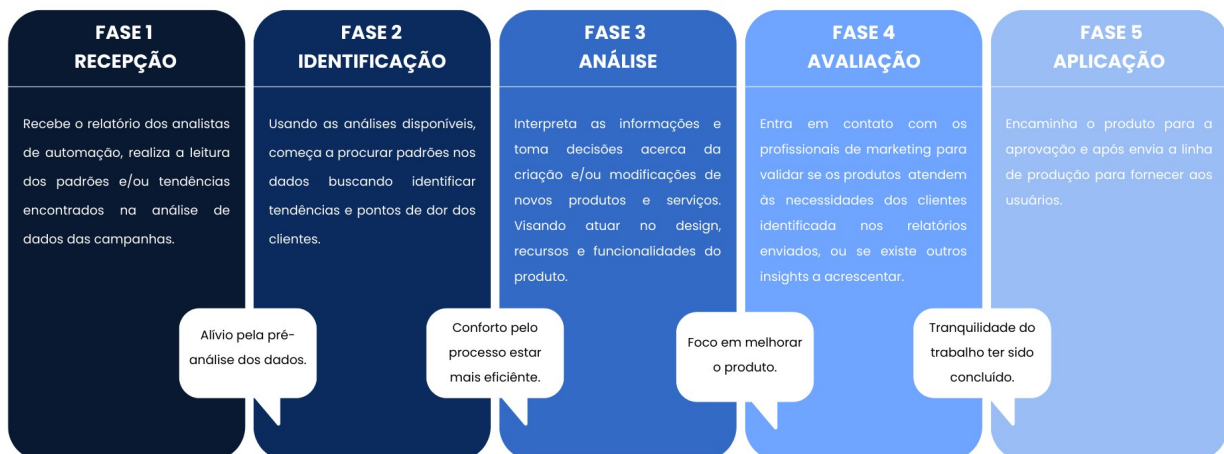 FASE 1
RECEPÇÃO
Recebe o relatório dos analistas
de automação, realiza a leitura
dos padrões e/ou tendências
encontrados na análise de
dados das campanhas.
Alívio pela pré-
análise dos dados.
FASE 2
IDENTIFICAÇÃO
Usando as análises disponíveis,
começa a procurar padrões nos
dados buscando identificar
tendências e pontos de dor dos
clientes.
Conforto pelo
processo estar
mais eficiênte.
FASE 3
ANÁLISE
Interpreta as informações e
toma decisões acerca da
criação e/ou modificações de
novos produtos e serviços.
Visando atuar no design,
recursos e funcionalidades do
produto.
Foco em melhorar
o produto.
FASE 4
AVALIAÇÃO
Entra em contato com os
profissionais de marketing para
validar se os produtos atendem
às necessidades dos clientes
identificada nos relatórios
enviados, ou se existe outros
insights a acrescentar.
Tranquilidade do
trabalho ter sido
concluído.
FASE 5
APLICAÇÃO
Encaminha o produto para a
aprovação e após envia a linha
de produção para fornecer aos
usuários.